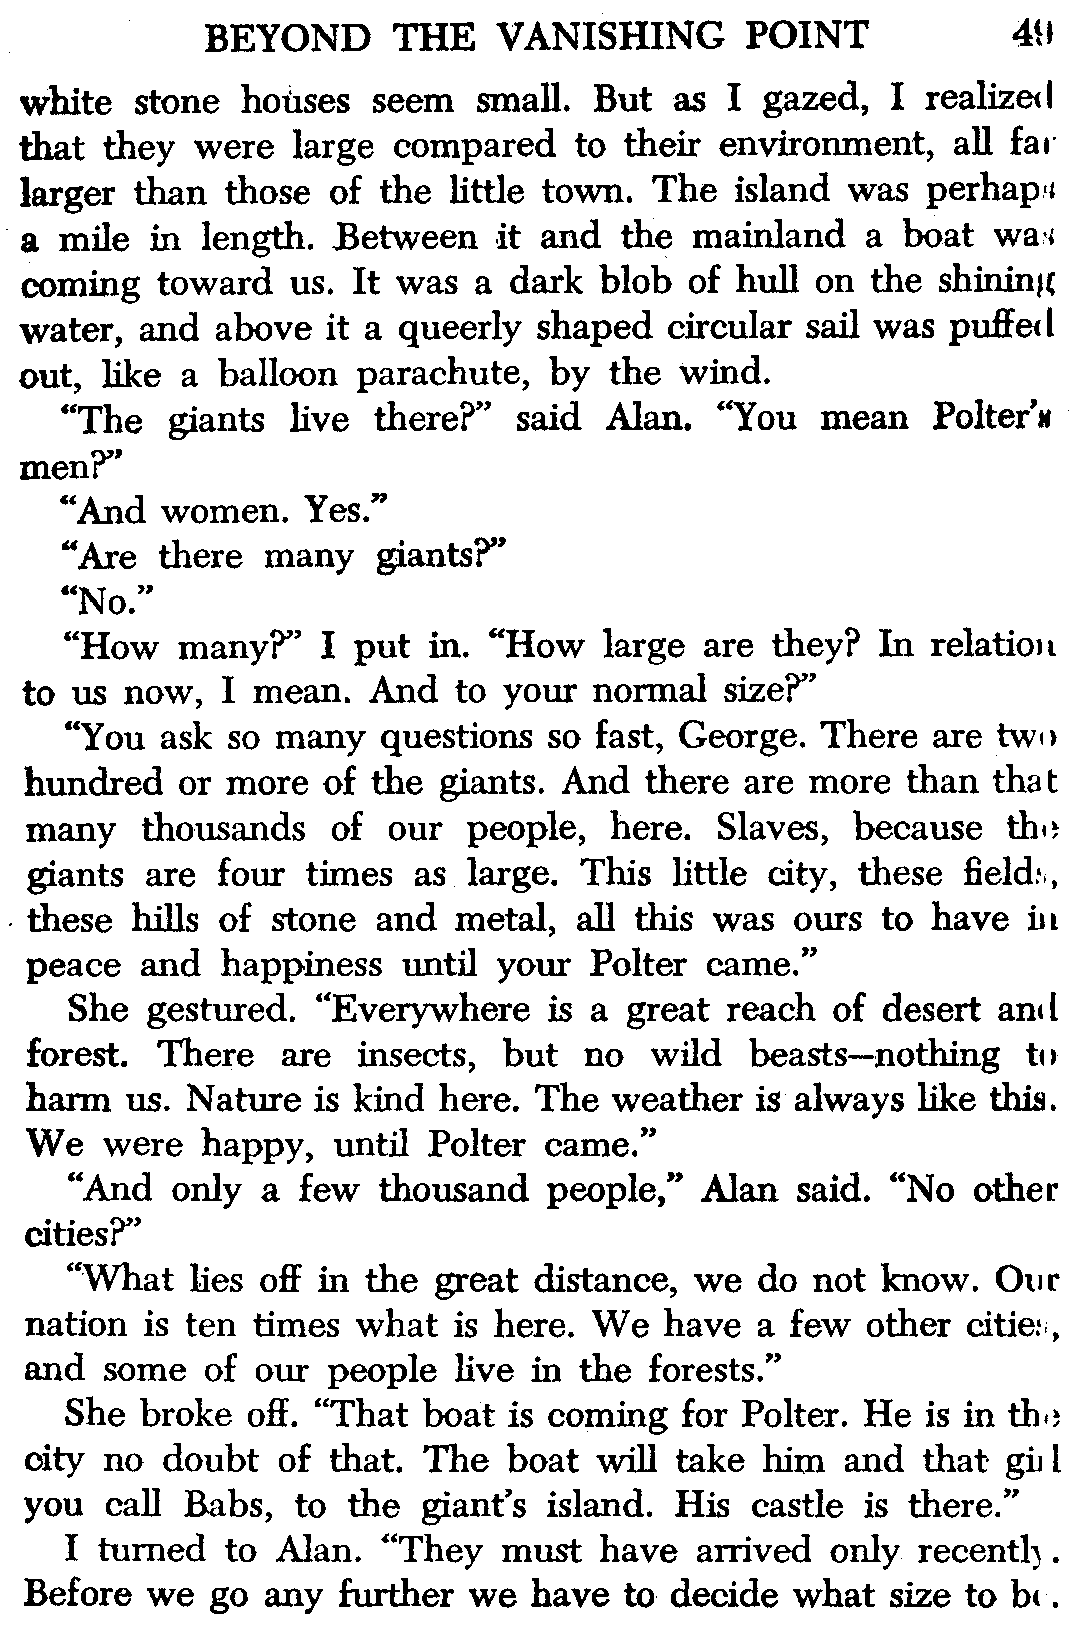 BEYOND THE VANISHING POINT 49
white stone houses seem small. But as I gazed, I realized
that they were large compared to their environment, all far
larger than those of the little town. The island was perhaps
a mile in length. Between it and the mainland a boat was
coming toward us. It was a dark blob of hull on the shining
water, and above it a queerly shaped circular sail was puffed
out, like a balloon parachute, by the wind.
“The giants live there?” said Alan. “You mean Polter’s
men?”
“And women. Yes.”
“Are there many giants?”
“No.”
“How many?” I put in. “How large are they? In relation
to us now, I mean. And to your normal size?”
“You ask so many questions so fast, George. There are two
hundred or more of the giants. And there are more than that
many thousands of our people, here. Slaves, because the
giants are four times as large. This little city, these fields,
these hills of stone and metal, all this was ours to have in
peace and happiness until your Polter came.”
She gestured. “Everywhere is a great reach of desert and
forest. There are insects, but no wild beasts—nothing to
harm us. Nature is kind here. The weather is always like this.
We were happy, until Polter came.”
“And only a few thousand people,” Alan said. “No other
cities?”
“What lies off in the great distance, we do not know. Our
nation is ten times what is here. We have a few other cities,
and some of our people live in the forests.”
She broke off. “That boat is coming for Polter. He is in the
city no doubt of that. The boat will take him and that girl
you call Babs, to the giant’s island. His castle is there.”
I turned to Alan. “They must have arrived only recently.
Before we go any further we have to decide what size to be.